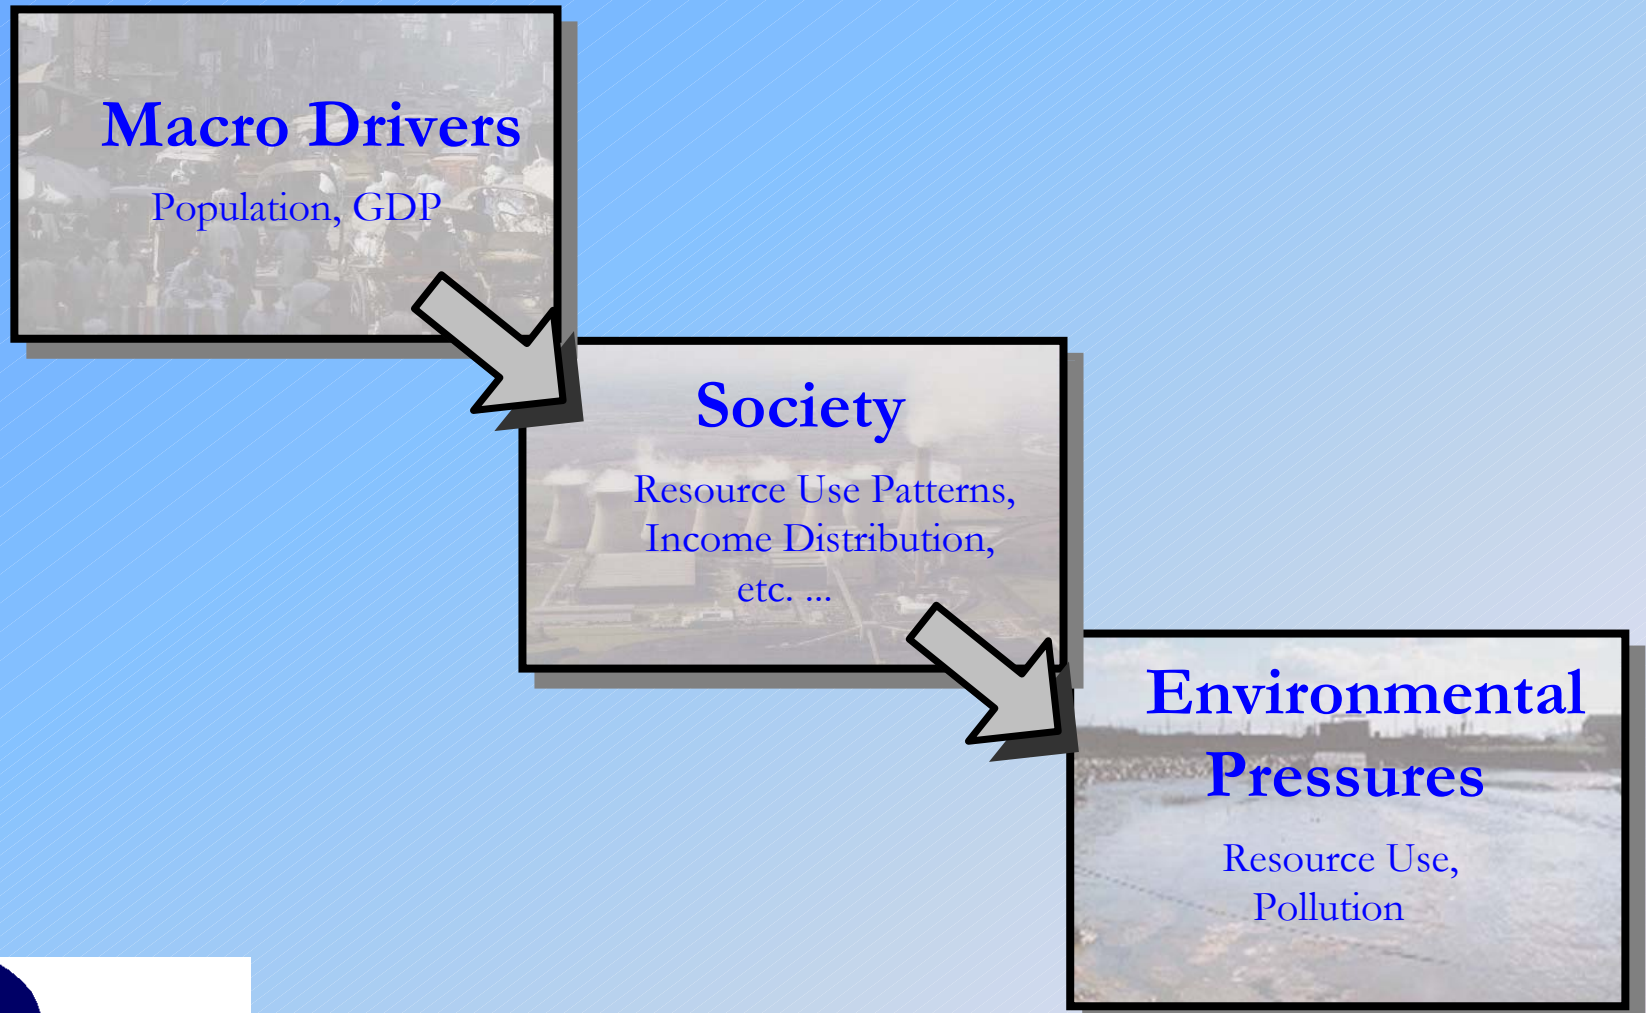 Macro Drivers
Population, GDP
Society
Resource Use Patterns,
Income Distribution,
etc. ...
Environmental
Pressures
Resource Use,
Pollution